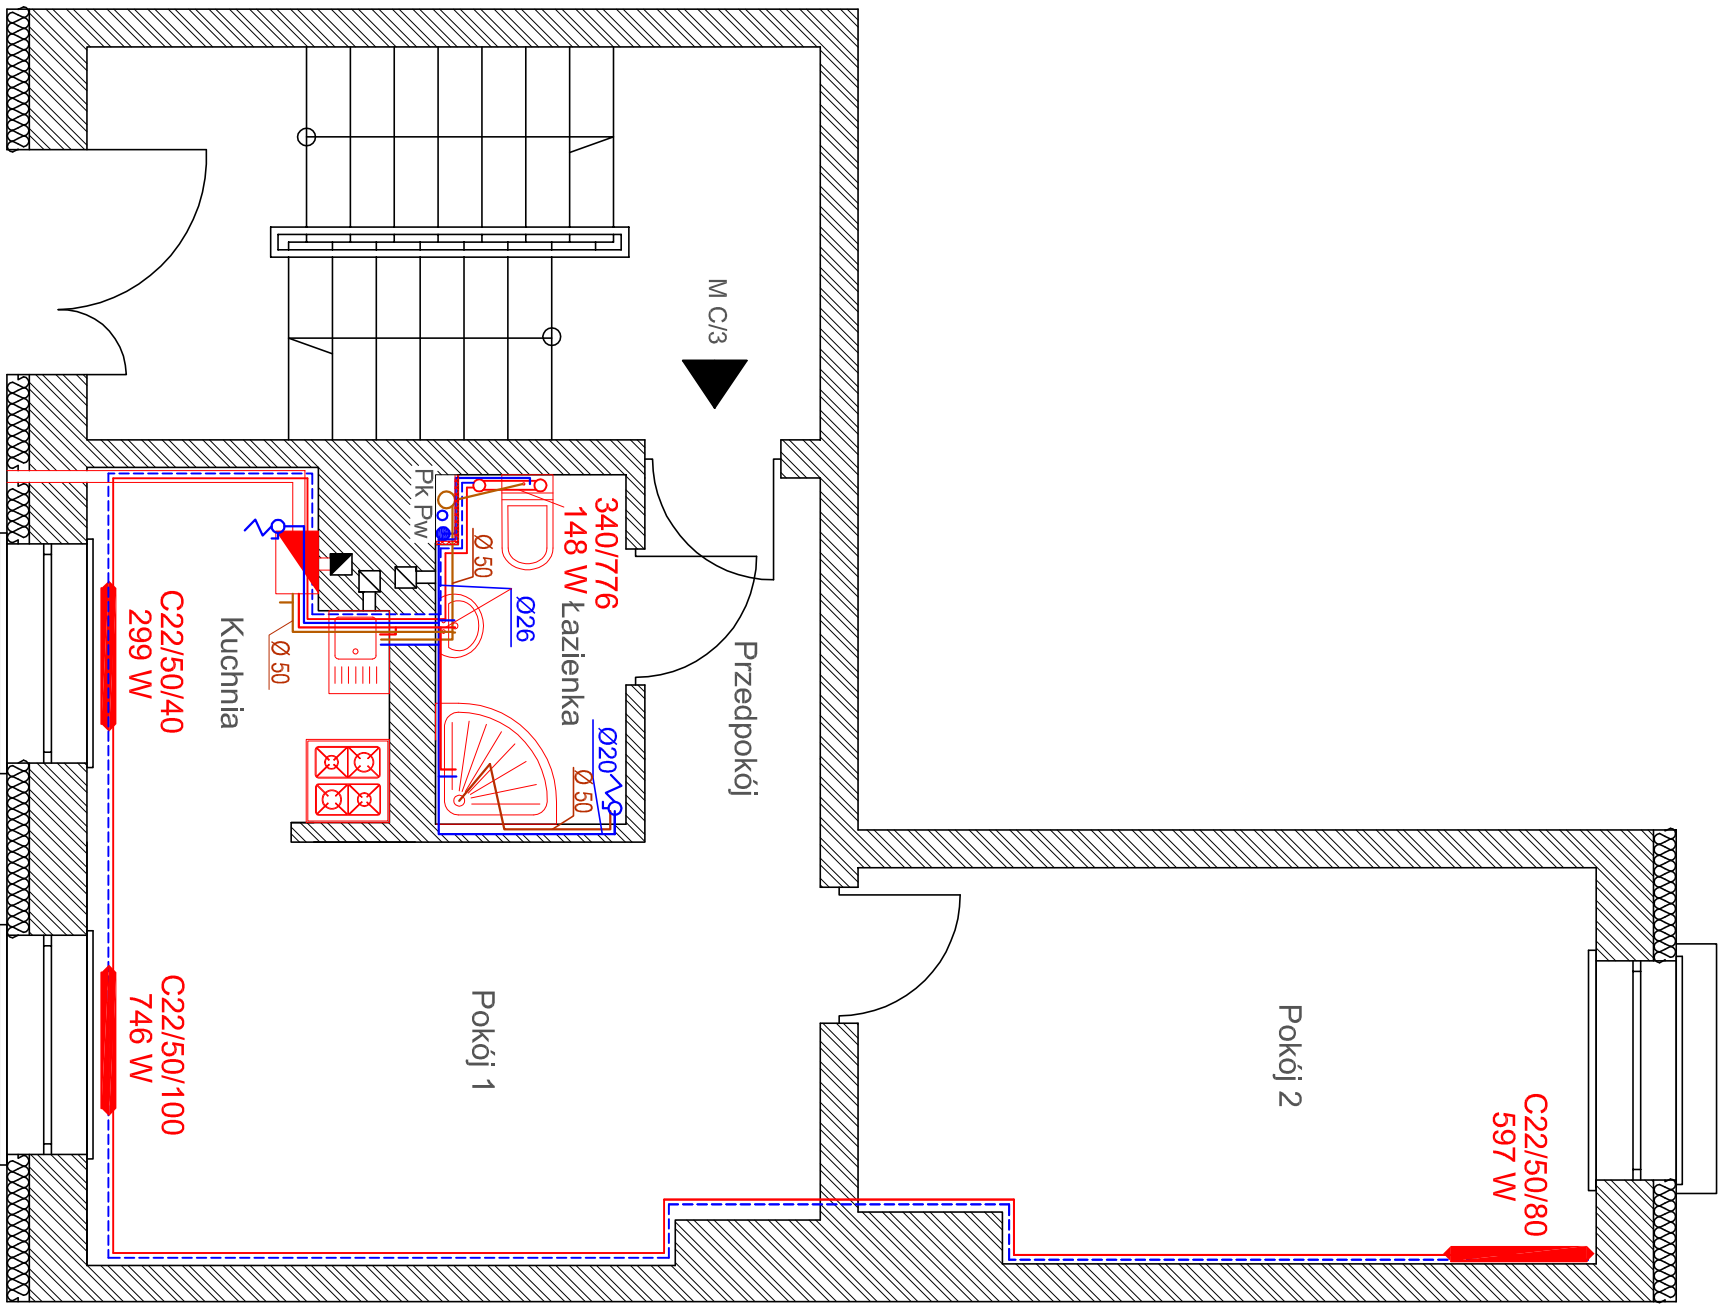 M C/3
Pk Pw
340/776
148 W
Ø 50
Ø26
Łazienka
Przedpokój
C22/50/40
299 W
Kuchnia
Ø 50
Ø20
Ø 50
C22/50/100
746 W
Pokój 1
Pokój 2
C22/50/80
597 W